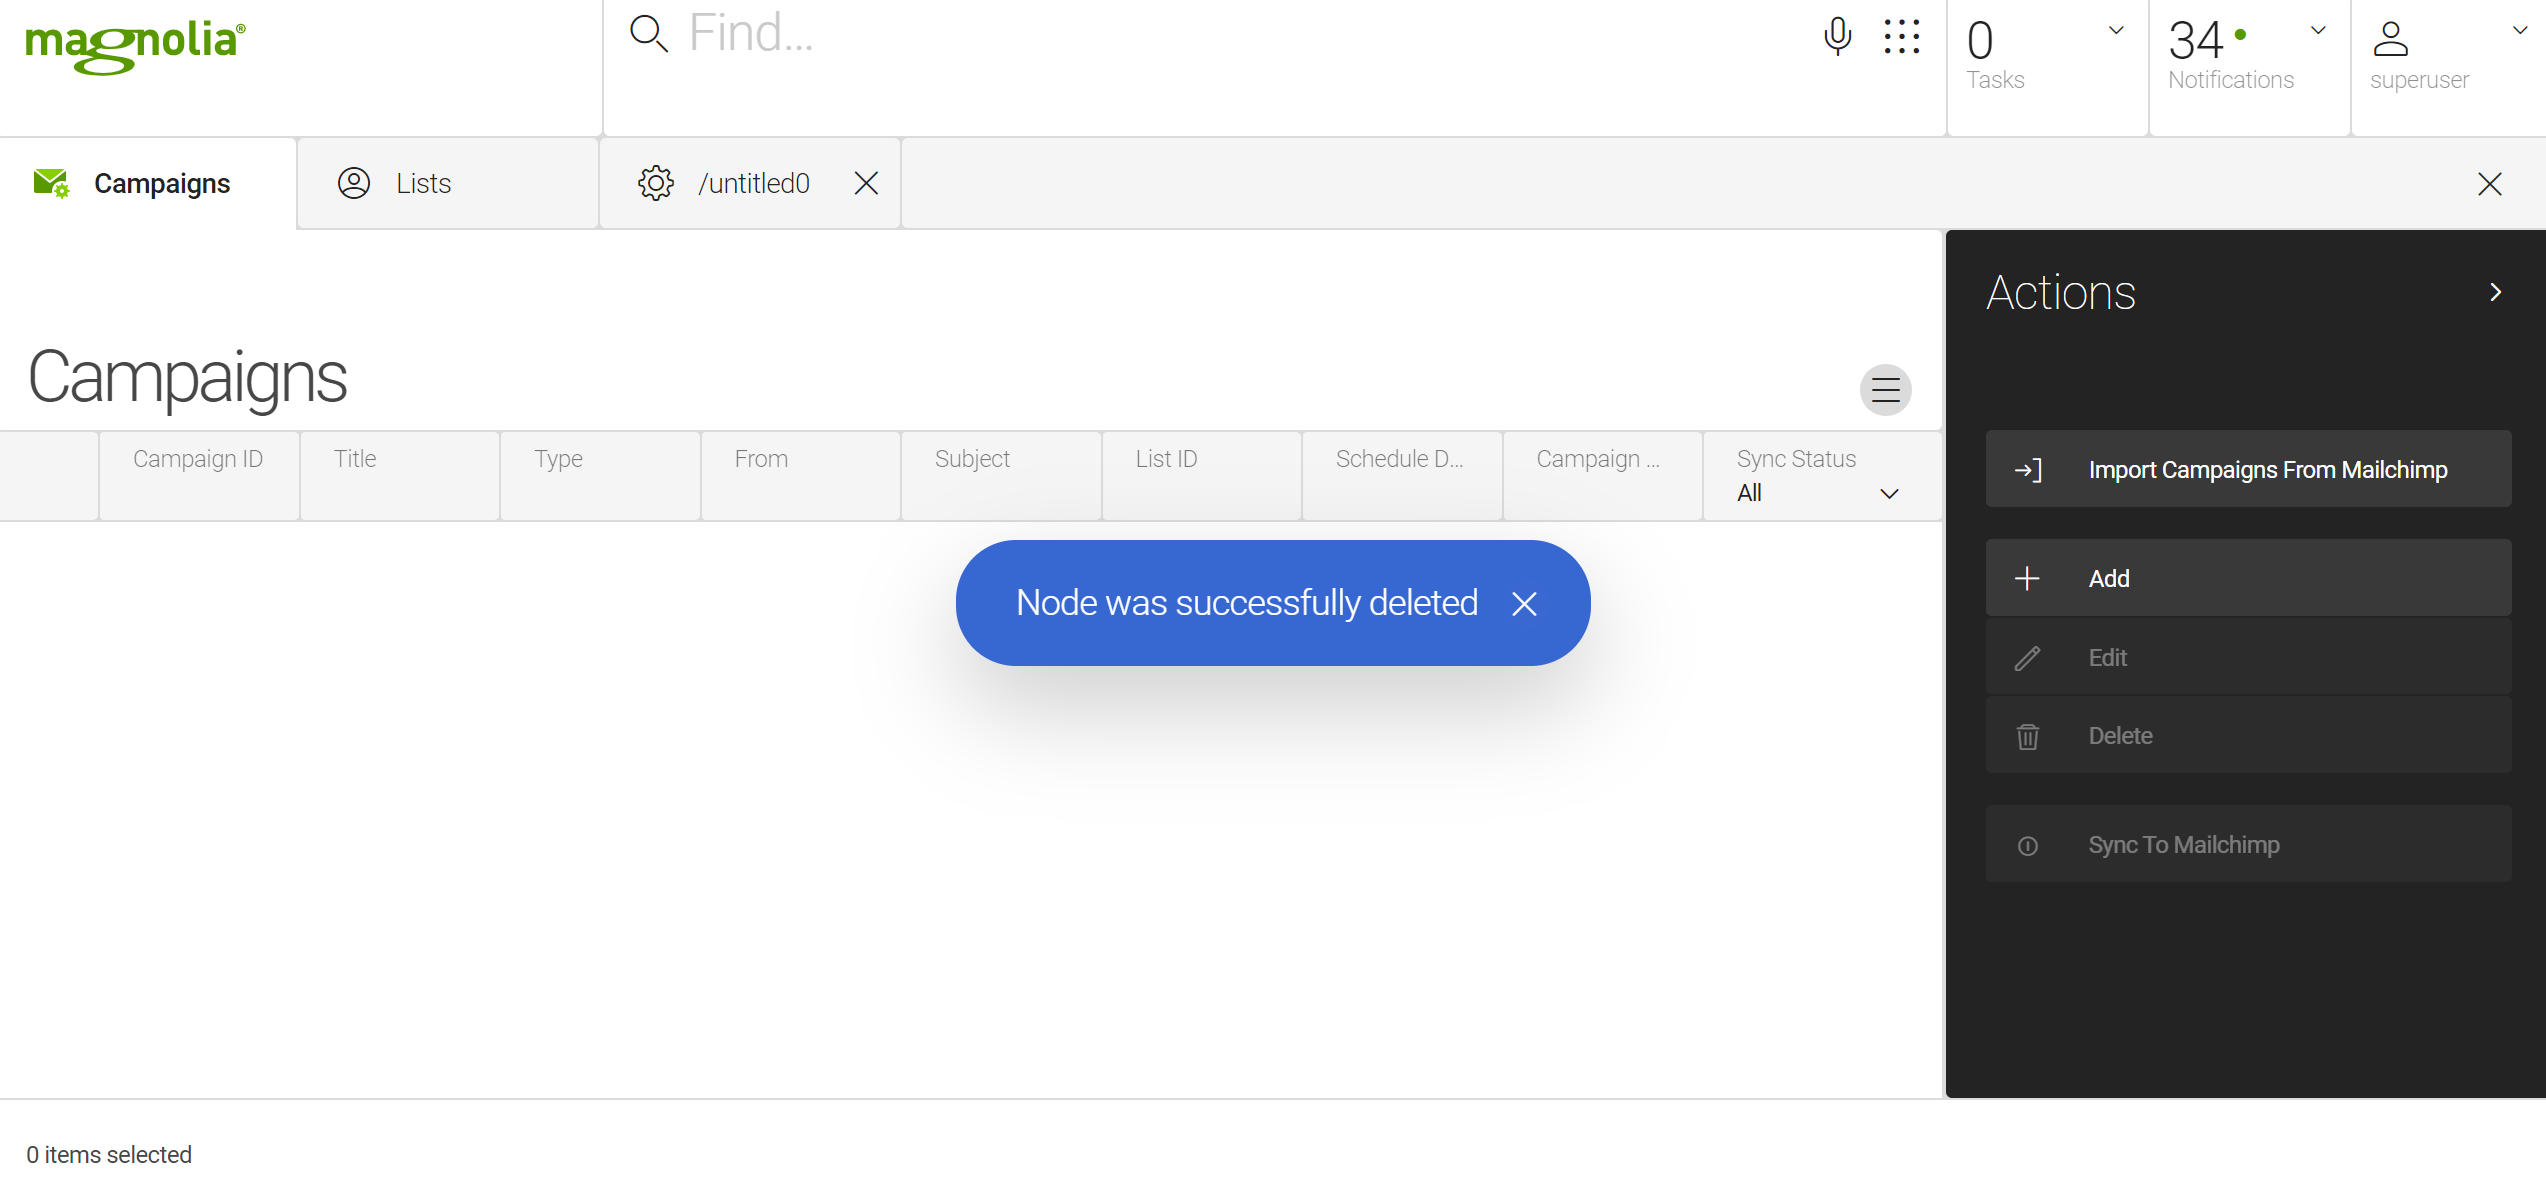 magnolia®
Find...
0
Tasks
34
Notifications
superuser
Campaigns
Lists
/untitled0
Campaigns
Campaign ID
Title
Type
From
Subject
List ID
Schedule D...
Campaign ...
Sync Status
All
Node was successfully deleted
Actions
Import Campaigns From Mailchimp
Add
Edit
Delete
Sync To Mailchimp
0 items selected